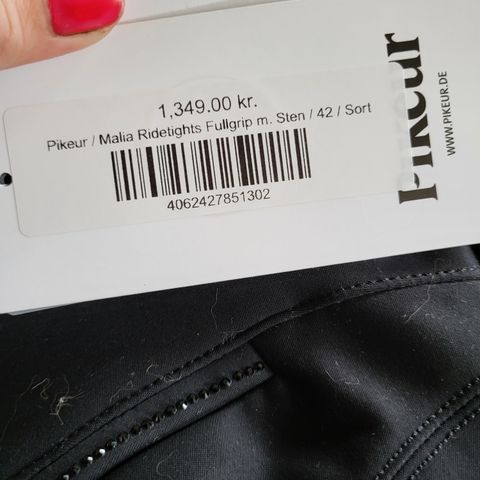 1,349.00 kr.
Pikeur / Malia Ridetights Fullgrip m. Sten / 42 / Sort
4062427851302
Pikeur
WWW.PIKEUR.DE